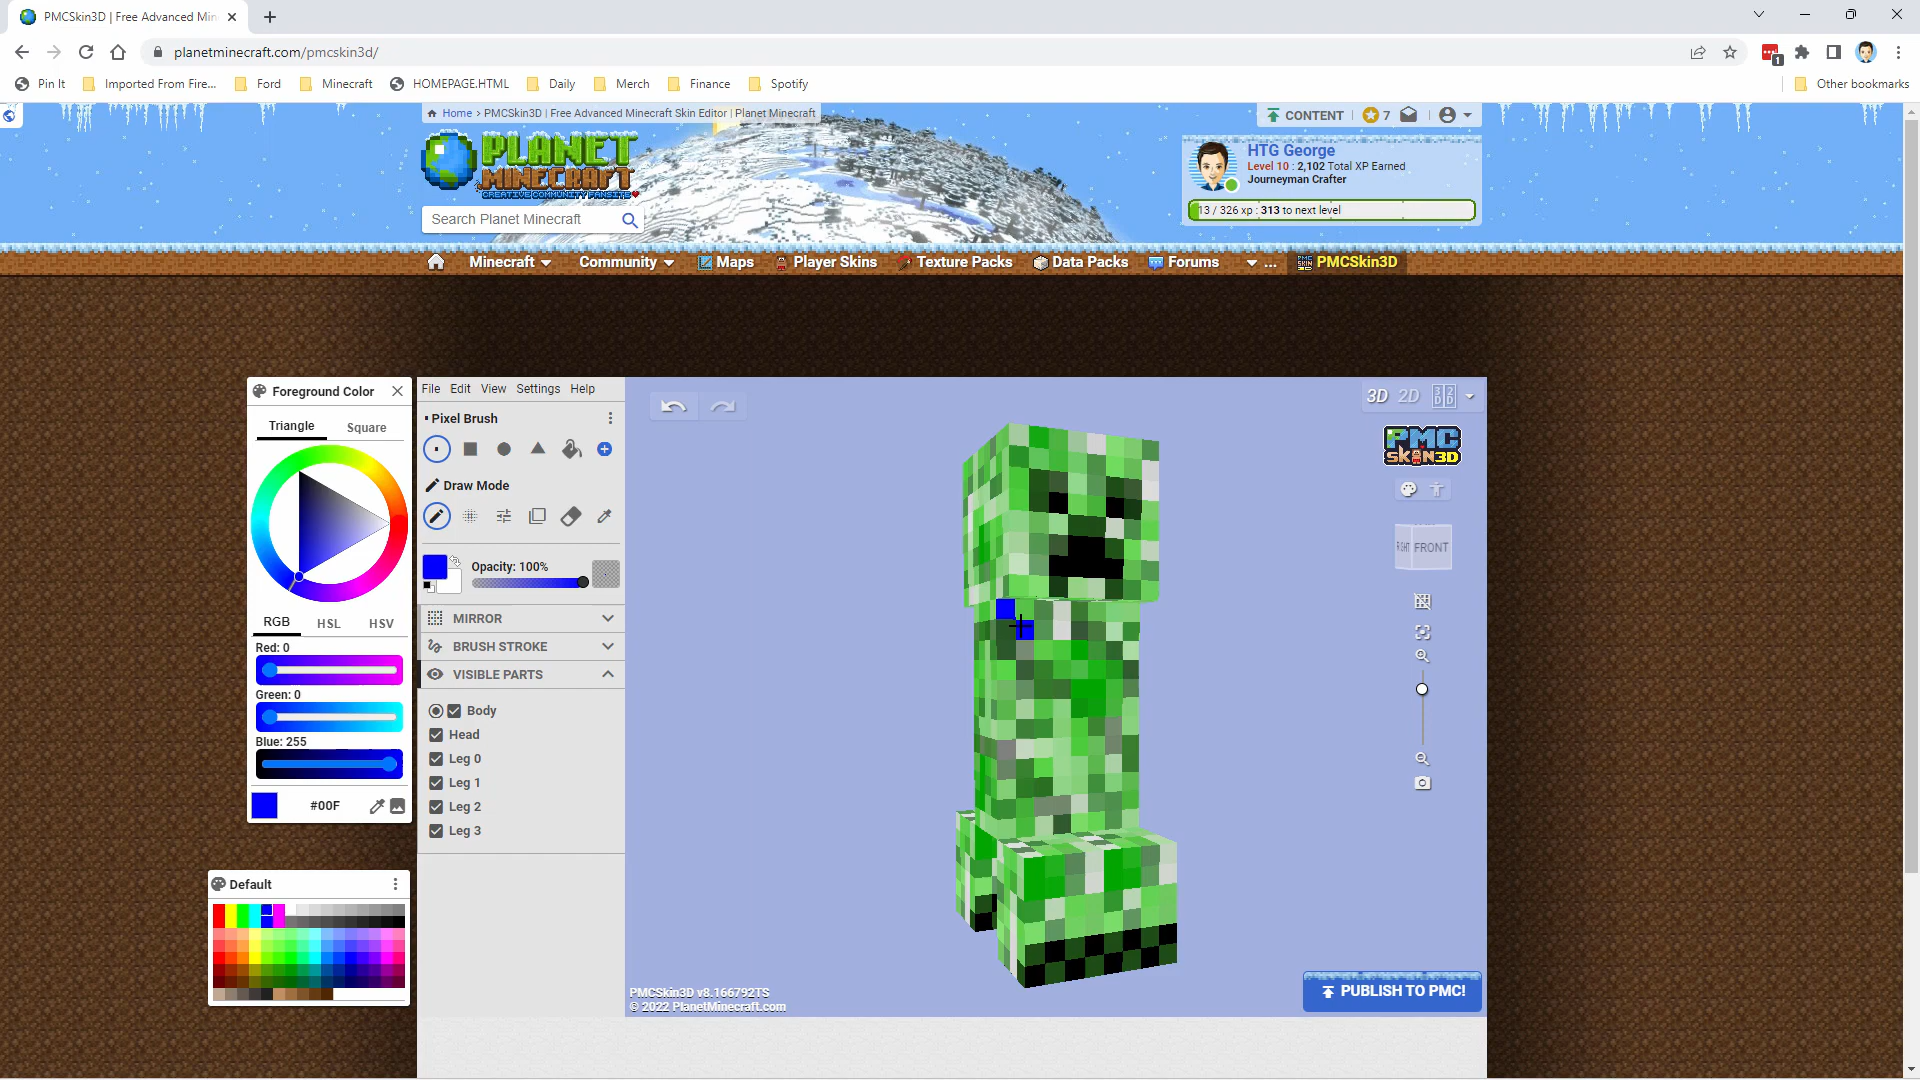 PMCSkin3D | Free Advanced Min
planetminecraft.com/pmcskin3d/
1
Pin It
Imported From Fire...
Ford
Minecraft
HOMEPAGE.HTML
Daily
Merch
Finance
Spotify
Other bookmarks
Home > PMCSkin3D | Free Advanced Minecraft Skin Editor | Planet Minecraft
CONTENT
7
PLANET
MINECRAFT
CREATIVE COMMUNITY FANSITE
HTG George
Level 10 : 2,102 Total XP Earned
Journeyman Crafter
Search Planet Minecraft
13 / 326 xp : 313 to next level
Minecraft
Community
Maps
Player Skins
Texture Packs
Data Packs
Forums
...
PMCSkin3D
Foreground Color
File Edit View Settings Help
3D 2D
Pixel Brush
Triangle
Square
PMC
SKIN3D
Draw Mode
RIGHT FRONT
Opacity: 100%
MIRROR
RGB
HSL
HSV
BRUSH STROKE
Red: 0
VISIBLE PARTS
Green: 0
Body
Head
Blue: 255
Leg 0
Leg 1
#00F
Leg 2
Leg 3
Default
PMCSkin3D v8.166792TS
© 2022 PlanetMinecraft.com
PUBLISH TO PMC!